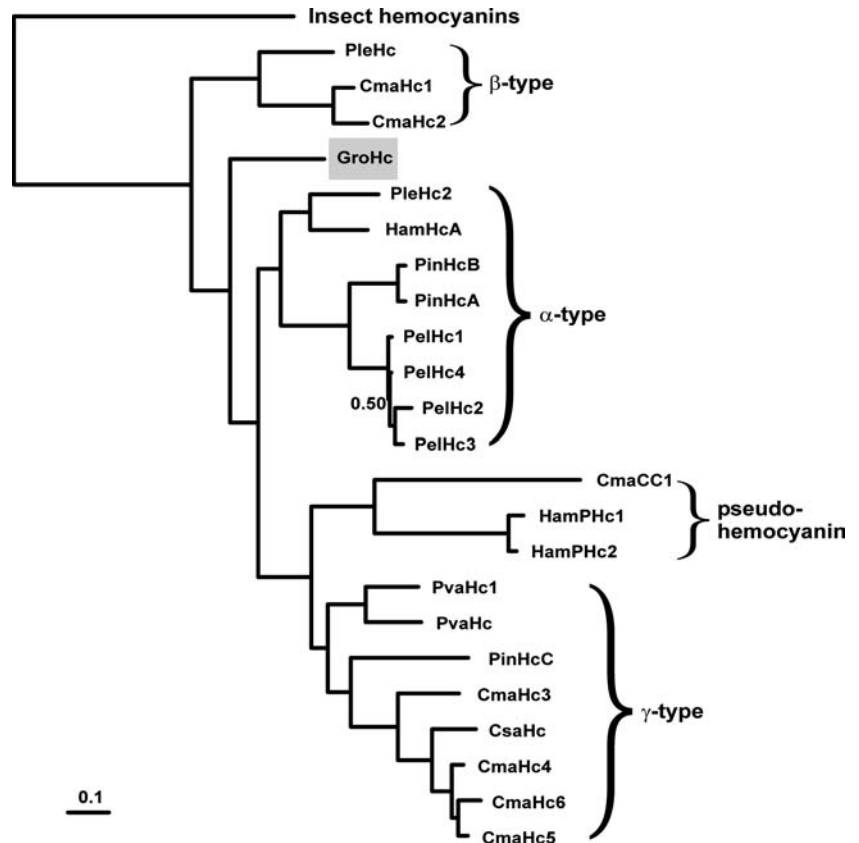 Insect hemocyanins
PleHc
CmaHc1
CmaHc2
β-type
GroHc
PleHc2
HamHcA
PinHcB
PinHcA
PelHc1
PelHc4
0.50
PelHc2
PelHc3
α-type
CmaCC1
HamPHc1
HamPHc2
pseudo-
hemocyanin
PvaHc1
PvaHc
PinHcC
CmaHc3
CsaHc
CmaHc4
CmaHc6
CmaHc5
γ-type
0.1